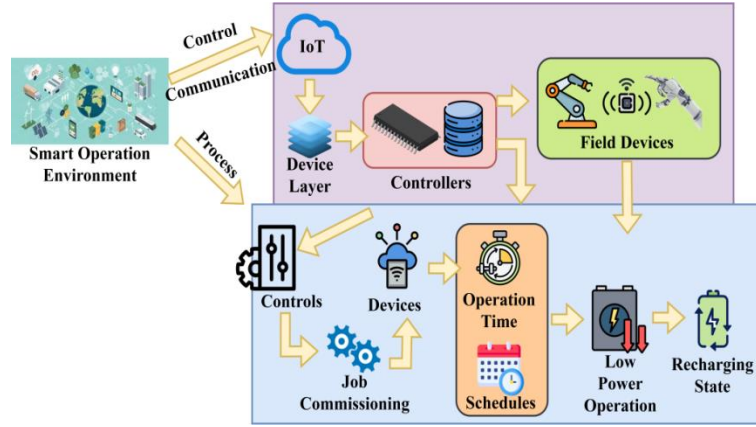 Control
Communication
Process
Smart Operation
Environment
IoT
Device
Layer
Controllers
Field Devices
Controls
Devices
Job
Commissioning
Operation
Time
Schedules
Low
Power
Operation
Recharging
State